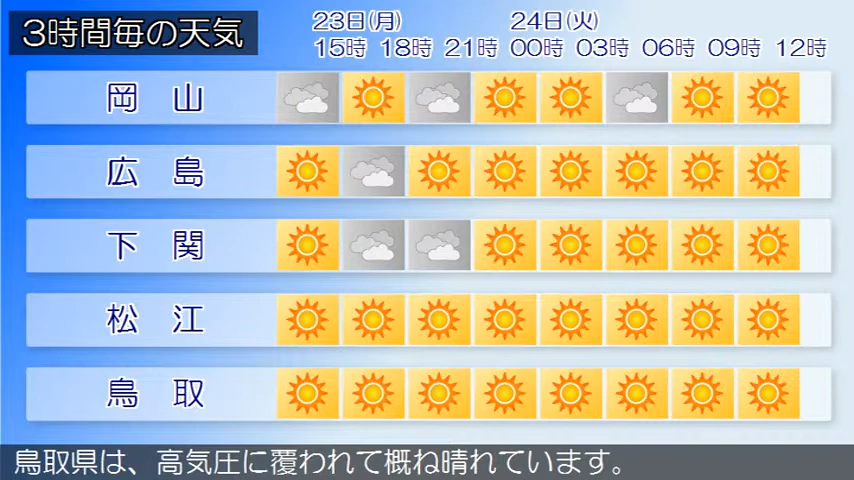 3時間毎の天気
23日(月) 24日(火)
15時 18時 21時 00時 03時 06時 09時 12時
岡 山
広 島
下 関
松 江
鳥 取
鳥取県は、高気圧に覆われて概ね晴れています。